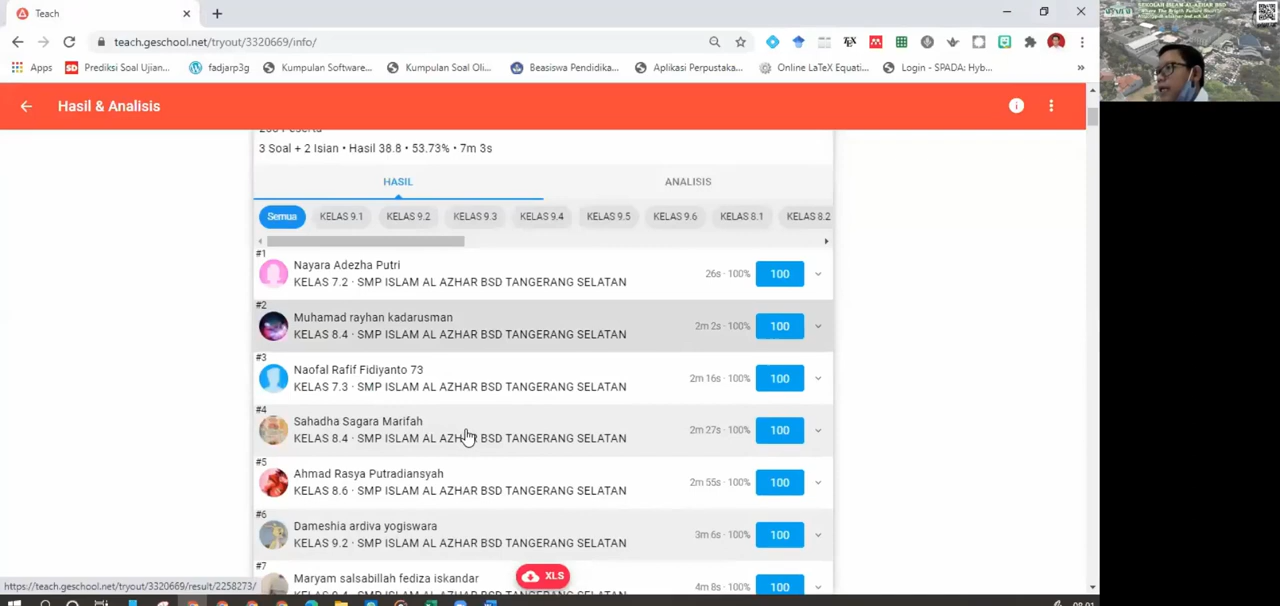 Teach
teach.geschool.net/tryout/3320669/info/
Apps
Prediksi Soal Ujian...
fadjarp3g
Kumpulan Software...
Kumpulan Soal Oli...
Beasiswa Pendidika...
Aplikasi Perpustaka...
Online LaTeX Equati...
Login - SPADA: Hyb...
»
Hasil & Analisis
3 Soal + 2 Isian • Hasil 38.8 • 53.73% • 7m 3s
HASIL
ANALISIS
Semua
KELAS 9.1
KELAS 9.2
KELAS 9.3
KELAS 9.4
KELAS 9.5
KELAS 9.6
KELAS 8.1
KELAS 8.2
#1
Nayara Adezha Putri
KELAS 7.2 · SMP ISLAM AL AZHAR BSD TANGERANG SELATAN
26s · 100%
100
#2
Muhamad rayhan kadarusman
KELAS 8.4 · SMP ISLAM AL AZHAR BSD TANGERANG SELATAN
2m 2s · 100%
100
#3
Naofal Rafif Fidiyanto 73
KELAS 7.3 · SMP ISLAM AL AZHAR BSD TANGERANG SELATAN
2m 16s · 100%
100
#4
Sahadha Sagara Marifah
KELAS 8.4 · SMP ISLAM AL AZHAR BSD TANGERANG SELATAN
2m 27s · 100%
100
#5
Ahmad Rasya Putradiansyah
KELAS 8.6 · SMP ISLAM AL AZHAR BSD TANGERANG SELATAN
2m 55s · 100%
100
#6
Dameshia ardiva yogiswara
KELAS 9.2 · SMP ISLAM AL AZHAR BSD TANGERANG SELATAN
3m 6s · 100%
100
#7
Maryam salsabillah fediza iskandar
4m 8s · 100%
100
XLS
https://teach.geschool.net/tryout/3320669/result/2258273/
SEKOLAH ISLAM AL AZHAR BSD